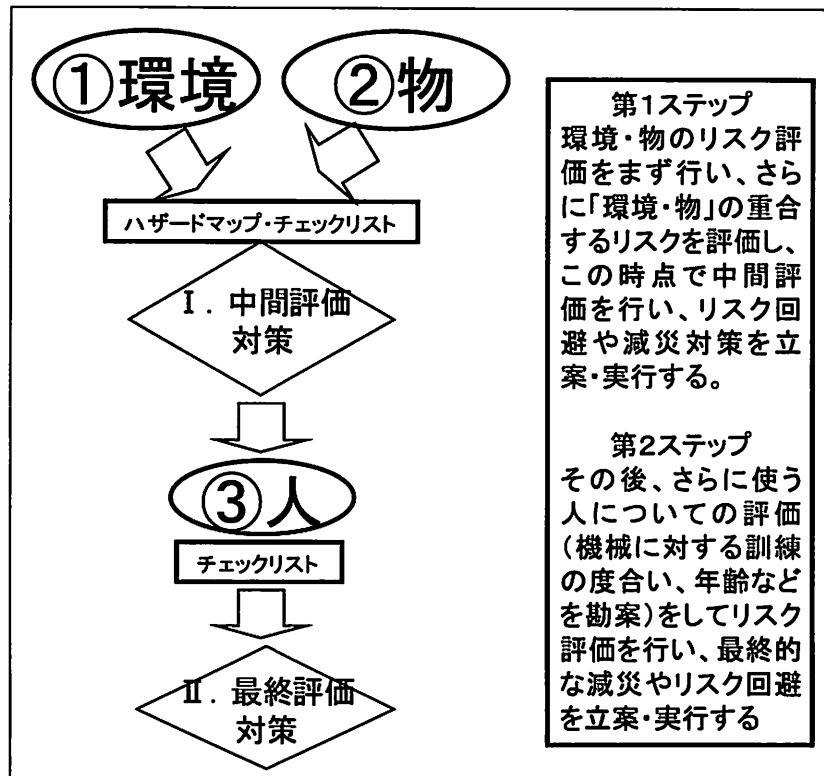 ①環境
②物
ハザードマップ・チェックリスト
Ⅰ．中間評価
対策
③人
チェックリスト
Ⅱ．最終評価
対策
第1ステップ
環境・物のリスク評
価をまず行い、さら
に「環境・物」の重合
するリスクを評価し、
この時点で中間評
価を行い、リスク回
避や減災対策を立
案・実行する。
第2ステップ
その後、さらに使う
人についての評価
（機械に対する訓練
の度合い、年齢など
を勘案）をしてリスク
評価を行い、最終的
な減災やリスク回避
を立案・実行する